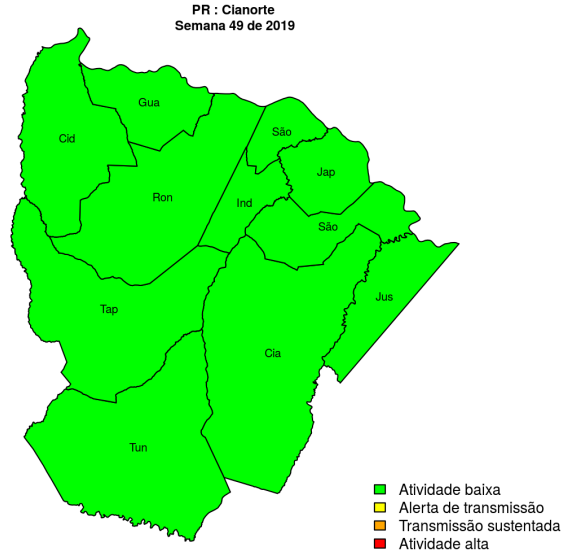 PR : Cianorte
Semana 49 de 2019
Gua
Cid
São
Jap
Ron
Ind
São
Jus
Tap
Cia
Tun
Atividade baixa
Alerta de transmissão
Transmissão sustentada
Atividade alta